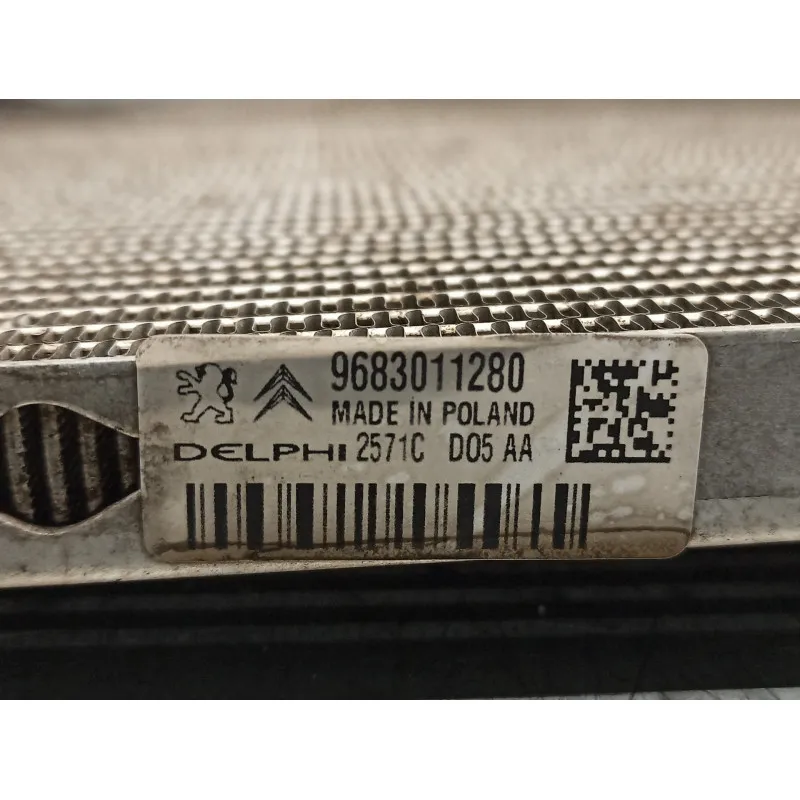 9683011280
MADE IN POLAND
DELPHI 2571C D05 AA